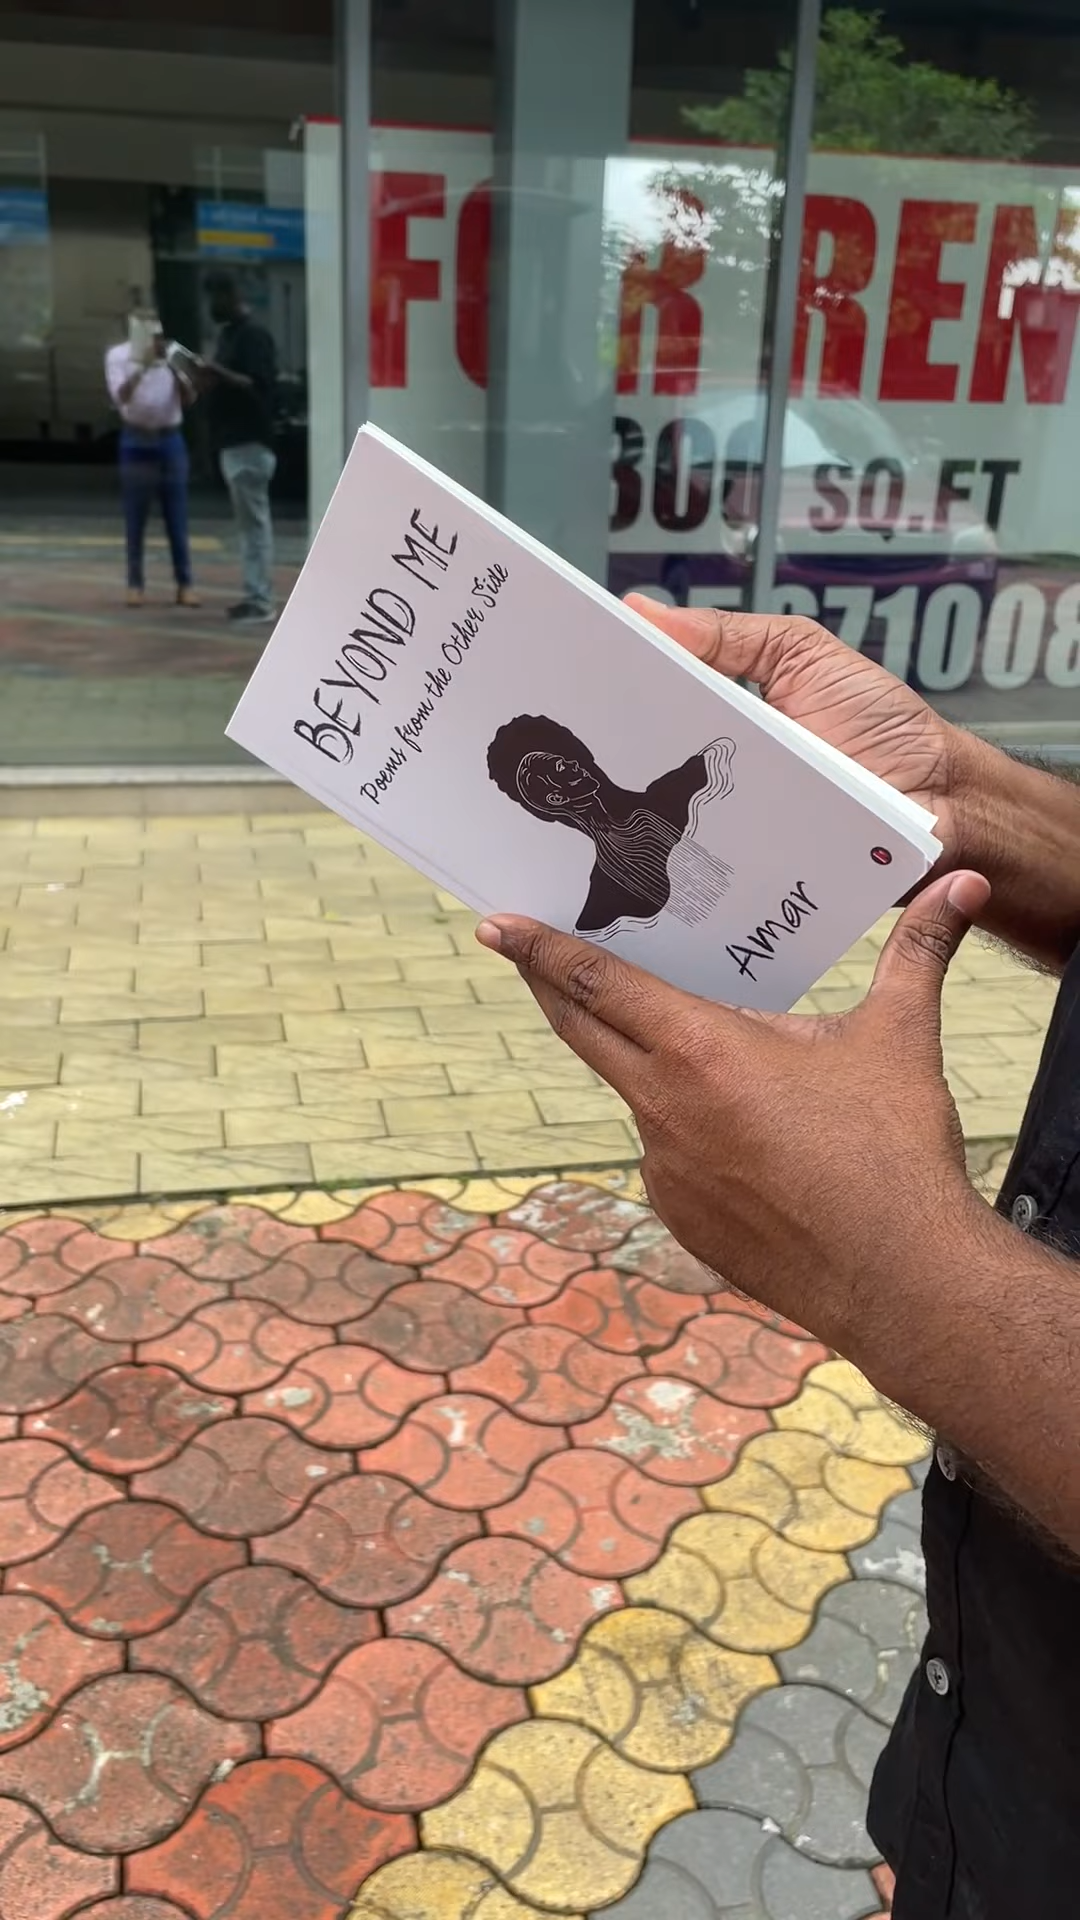 FOR REN
SQ.FT
71008
BEYOND ME
Poems from the Other Side
Amar